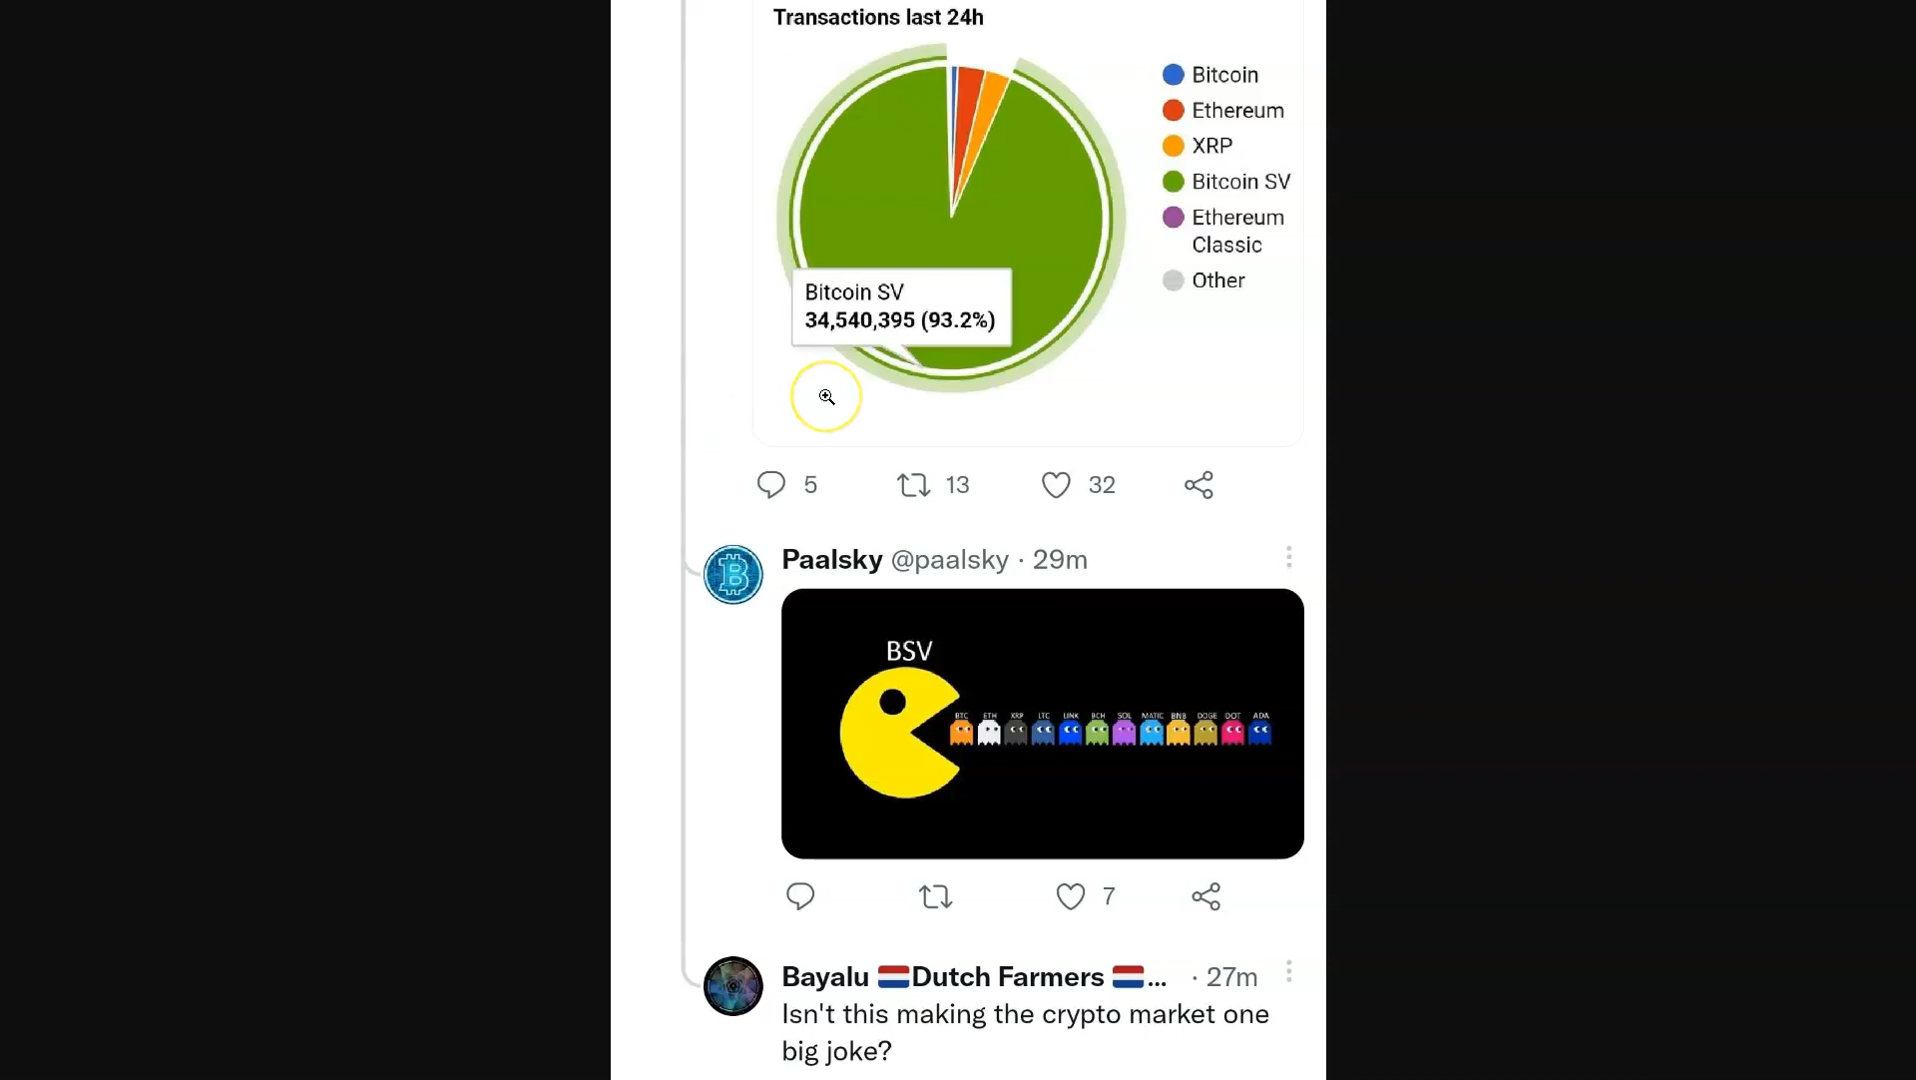 Transactions last 24h
Bitcoin
Ethereum
XRP
Bitcoin SV
Ethereum
Classic
Other
Bitcoin SV
34,540,395 (93.2%)
5 13 32
Paalsky @paalsky · 29m
BSV
BTC ETH XRP LTC LINK BCH SOL MATIC BNB DOGE DOT ADA
7
Bayalu 🇳🇱Dutch Farmers 🇳🇱... · 27m
Isn't this making the crypto market one
big joke?